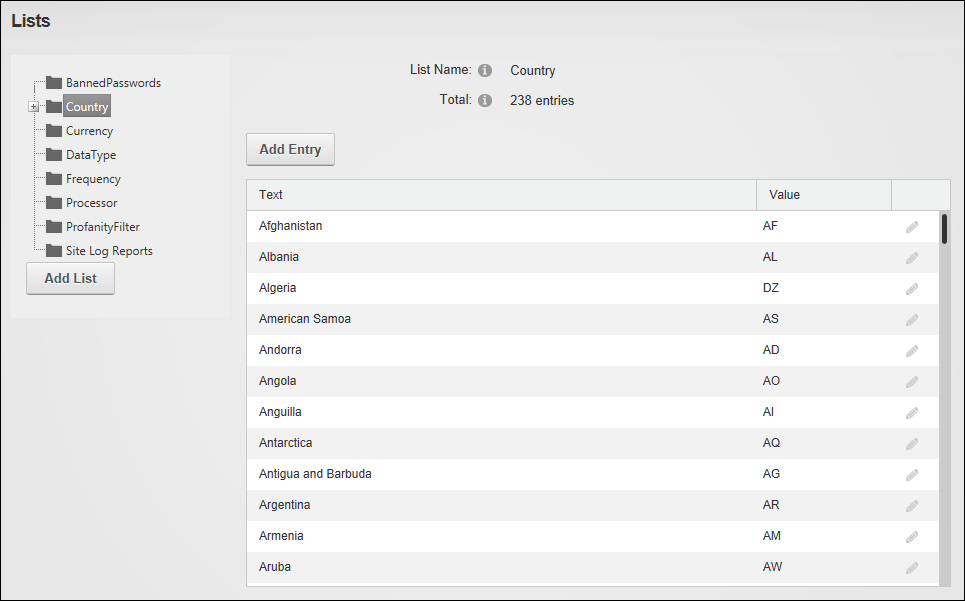 Lists
BannedPasswords
Country
Currency
DataType
Frequency
Processor
ProfanityFilter
Site Log Reports
Add List
List Name: Country
Total: 238 entries
Add Entry
Text Value
Afghanistan AF
Albania AL
Algeria DZ
American Samoa AS
Andorra AD
Angola AO
Anguilla AI
Antarctica AQ
Antigua and Barbuda AG
Argentina AR
Armenia AM
Aruba AW